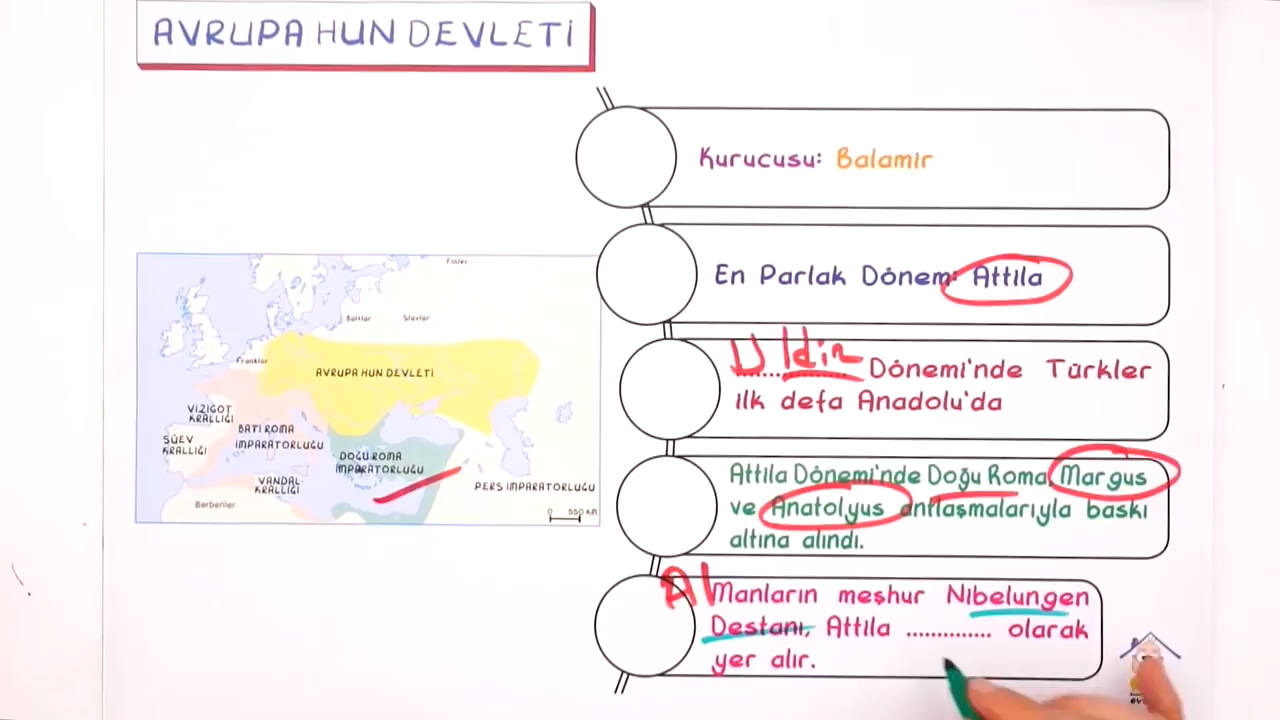 AVRUPA HUN DEVLETİ
Kurucusu: Balamir
En Parlak Dönem: Attila
Uldız Dönemi'nde Türkler
ilk defa Anadolu'da
Attila Dönemi'nde Doğu Roma Margus
ve Anatolyus antlaşmalarıyla baskı
altına alındı.
AlManların meşhur Nibelungen
Destanı, Attila .............. olarak
yer alır.
Finler
Baltlar Slavlar
Franklar
AVRUPA HUN DEVLETİ
VİZİGOT
KRALLIĞI
BATI ROMA
İMPARATORLUĞU
SÜEV
KRALLIĞI
DOĞU ROMA
İMPARATORLUĞU
VANDAL
KRALLIĞI
PERS İMPARATORLUĞU
Berberiler
0 550 KM